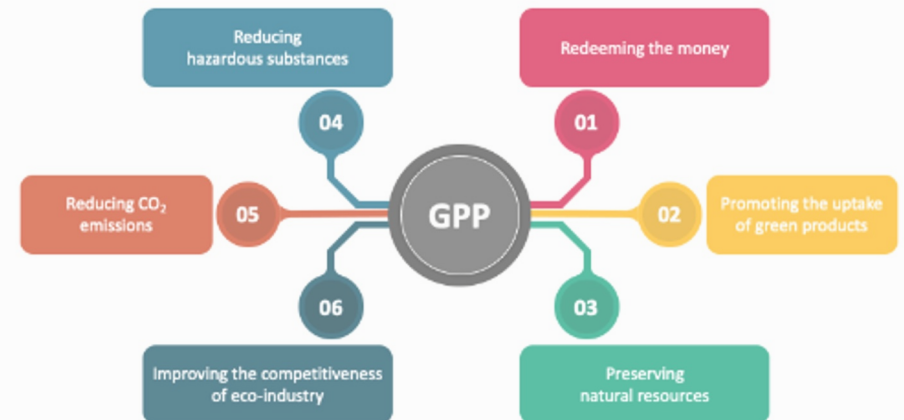 Reducing
hazardous substances
04
Redeeming the money
01
Reducing CO₂
emissions
05
GPP
02
Promoting the uptake
of green products
06
Improving the competitiveness
of eco-industry
03
Preserving
natural resources